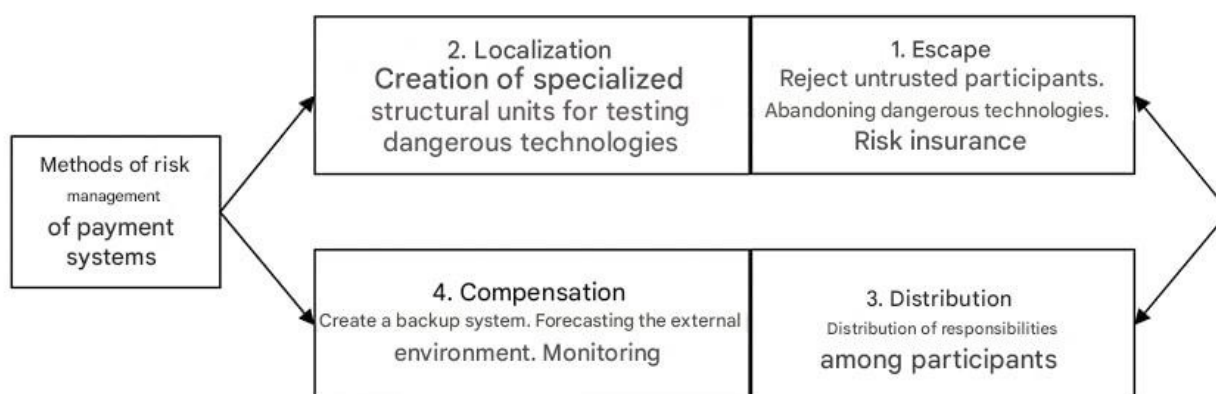 Methods of risk
management
of payment
systems
2. Localization
Creation of specialized
structural units for testing
dangerous technologies
1. Escape
Reject untrusted participants.
Abandoning dangerous technologies.
Risk insurance
4. Compensation
Create a backup system. Forecasting the external
environment. Monitoring
3. Distribution
Distribution of responsibilities
among participants